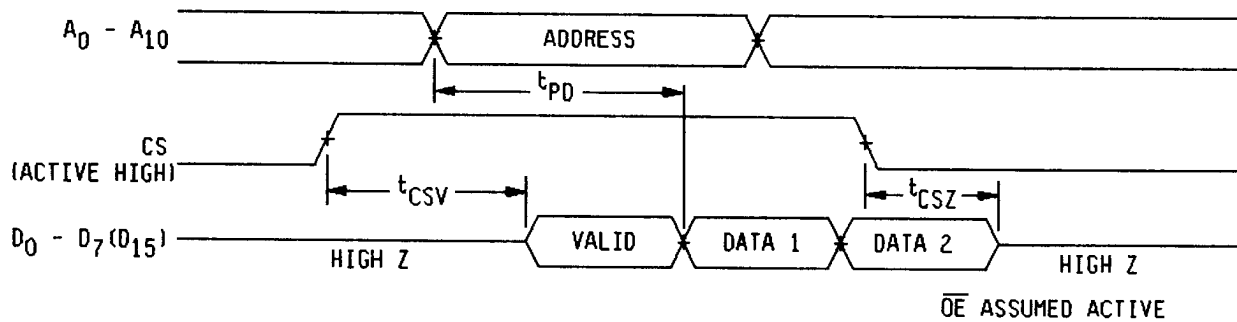 A0 - A10
ADDRESS
tPD
CS
(ACTIVE HIGH)
tCSV
tCSZ
D0 - D7(D15)
HIGH Z
VALID
DATA 1
DATA 2
HIGH Z
OE ASSUMED ACTIVE